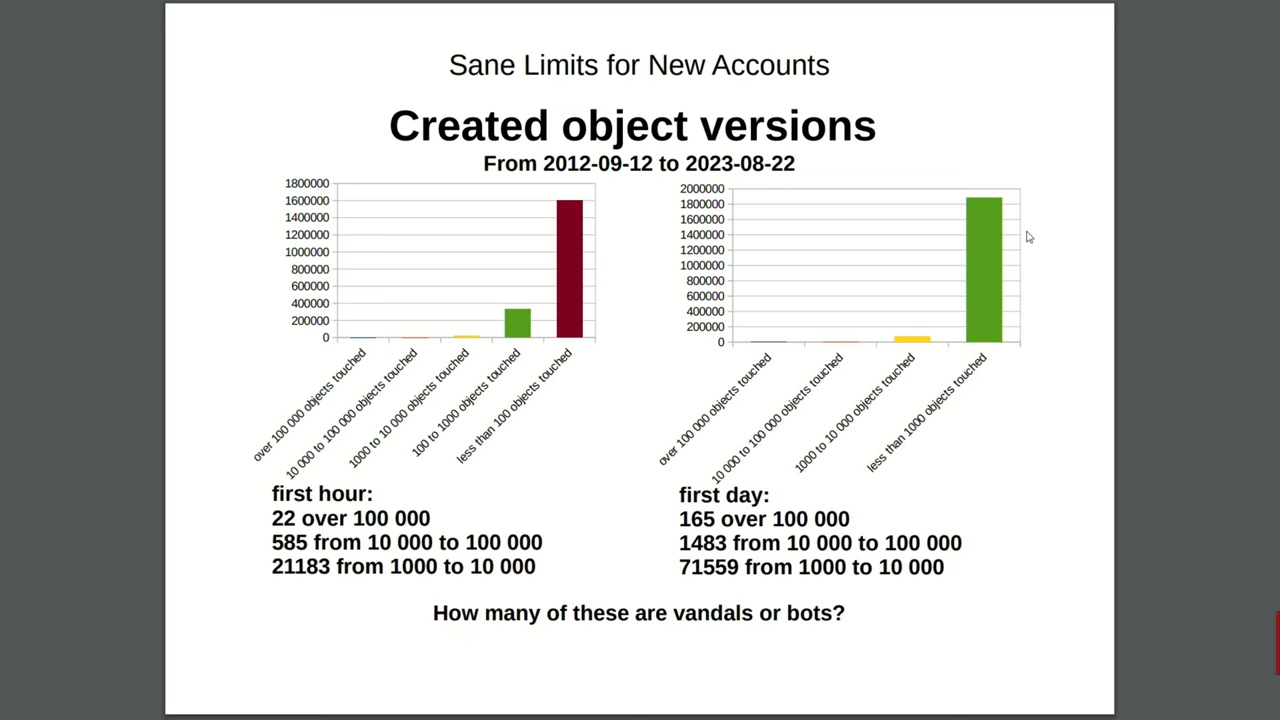 Sane Limits for New Accounts
Created object versions
From 2012-09-12 to 2023-08-22
1800000
1600000
1400000
1200000
1000000
800000
600000
400000
200000
0
over 100 000 objects touched
10 000 to 100 000 objects touched
1000 to 10 000 objects touched
100 to 1000 objects touched
less than 100 objects touched
2000000
1800000
1600000
1400000
1200000
1000000
800000
600000
400000
200000
0
over 100 000 objects touched
10 000 to 100 000 objects touched
1000 to 10 000 objects touched
less than 1000 objects touched
first hour:
22 over 100 000
585 from 10 000 to 100 000
21183 from 1000 to 10 000
first day:
165 over 100 000
1483 from 10 000 to 100 000
71559 from 1000 to 10 000
How many of these are vandals or bots?